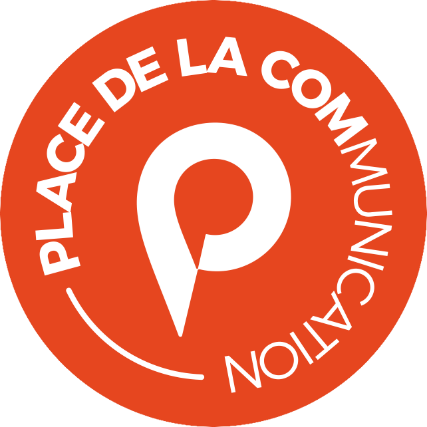 PLACE DE LA COMMUNICATION